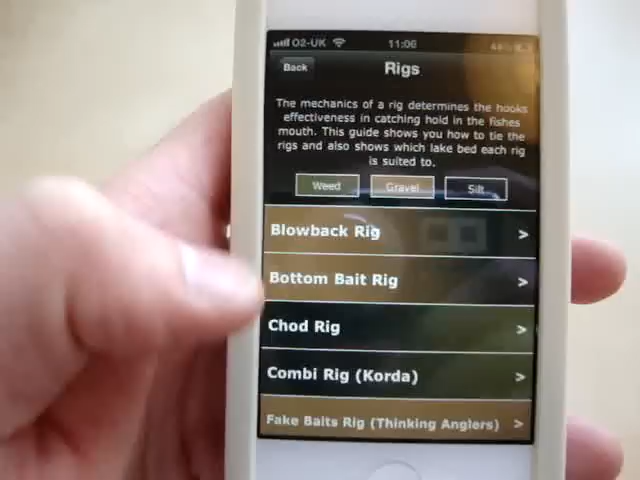 O2-UK 11:06
Back Rigs
The mechanics of a rig determines the hooks
effectiveness in catching hold in the fishes
mouth. This guide shows you how to tie the
rigs and also shows which lake bed each rig
is suited to.
Weed Gravel Silt
Blowback Rig >
Bottom Bait Rig >
Chod Rig >
Combi Rig (Korda) >
Fake Baits Rig (Thinking Anglers) >